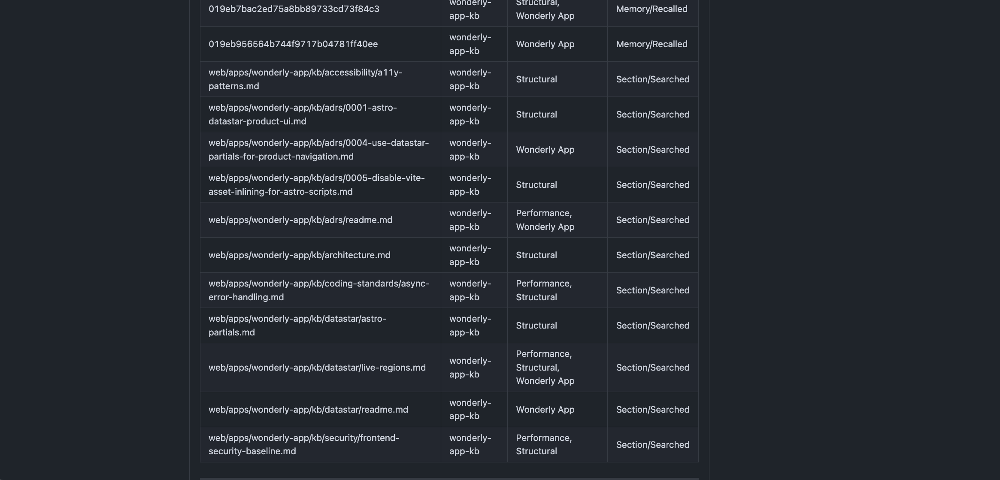 019eb7bac2ed75a8bb89733cd73f84c3
wonderly-
app-kb
Structural,
Wonderly App
Memory/Recalled
019eb956564b744f9717b04781ff40ee
wonderly-
app-kb
Wonderly App
Memory/Recalled
web/apps/wonderly-app/kb/accessibility/a11y-
patterns.md
wonderly-
app-kb
Structural
Section/Searched
web/apps/wonderly-app/kb/adrs/0001-astro-
datastar-product-ui.md
wonderly-
app-kb
Structural
Section/Searched
web/apps/wonderly-app/kb/adrs/0004-use-datastar-
partials-for-product-navigation.md
wonderly-
app-kb
Wonderly App
Section/Searched
web/apps/wonderly-app/kb/adrs/0005-disable-vite-
asset-inlining-for-astro-scripts.md
wonderly-
app-kb
Structural
Section/Searched
web/apps/wonderly-app/kb/adrs/readme.md
wonderly-
app-kb
Performance,
Wonderly App
Section/Searched
web/apps/wonderly-app/kb/architecture.md
wonderly-
app-kb
Structural
Section/Searched
web/apps/wonderly-app/kb/coding-standards/async-
error-handling.md
wonderly-
app-kb
Performance,
Structural
Section/Searched
web/apps/wonderly-app/kb/datastar/astro-
partials.md
wonderly-
app-kb
Structural
Section/Searched
web/apps/wonderly-app/kb/datastar/live-regions.md
wonderly-
app-kb
Performance,
Structural,
Wonderly App
Section/Searched
web/apps/wonderly-app/kb/datastar/readme.md
wonderly-
app-kb
Wonderly App
Section/Searched
web/apps/wonderly-app/kb/security/frontend-
security-baseline.md
wonderly-
app-kb
Performance,
Structural
Section/Searched